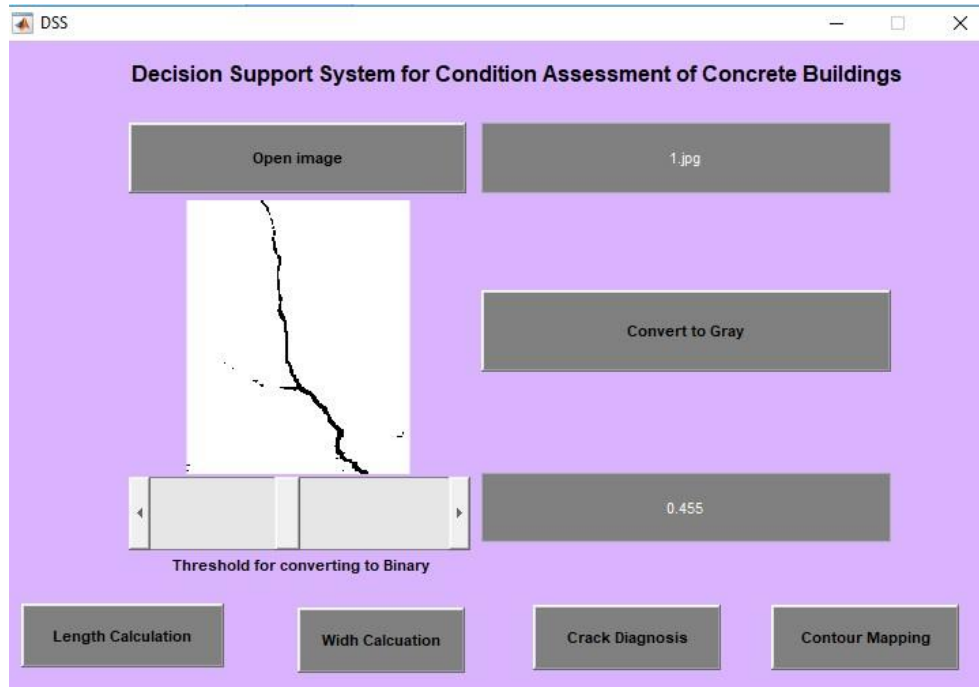 DSS
Decision Support System for Condition Assessment of Concrete Buildings
Open image
1.jpg
Convert to Gray
0.455
Threshold for converting to Binary
Length Calculation
Widh Calcuation
Crack Diagnosis
Contour Mapping